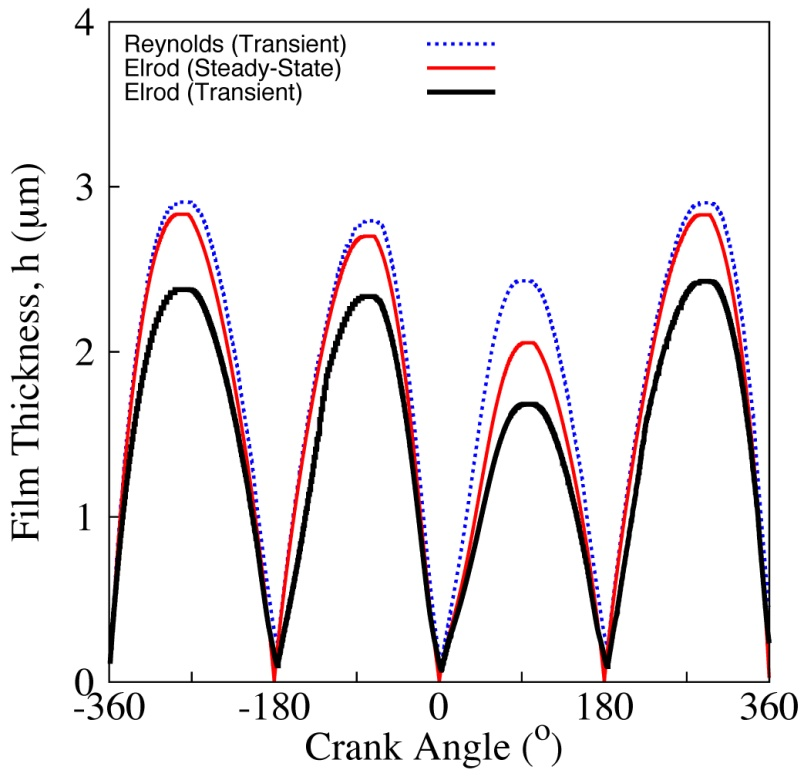 Reynolds (Transient)
Elrod (Steady-State)
Elrod (Transient)
4
3
2
1
0
Film Thickness, h (μm)
-360
-180
0
180
360
Crank Angle (o)